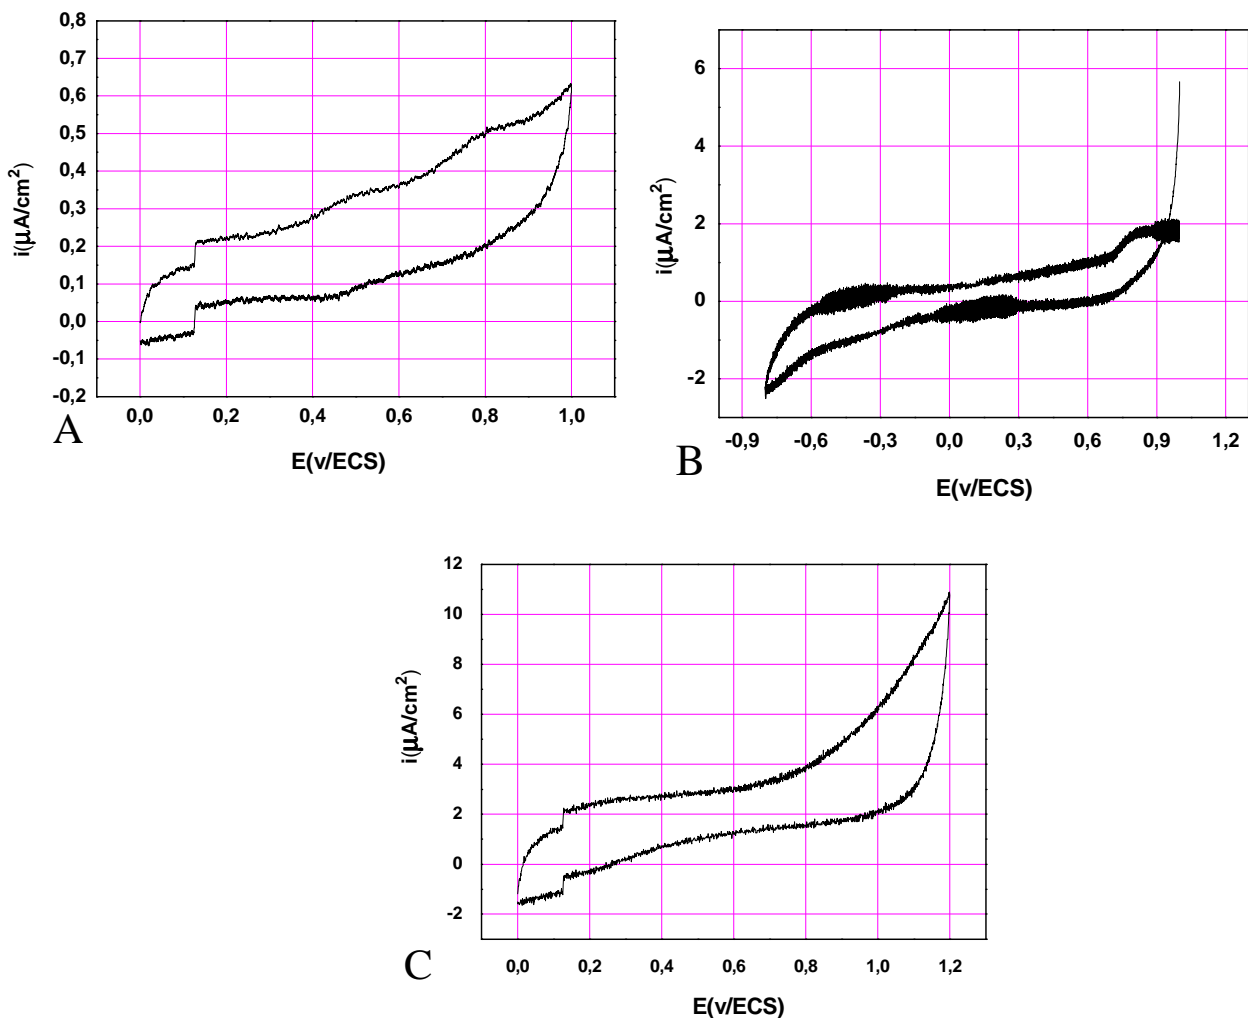 0,8
0,7
0,6
0,5
0,4
0,3
0,2
0,1
0,0
-0,1
-0,2
i(μA/cm²)
0,0 0,2 0,4 0,6 0,8 1,0
A
E(v/ECS)
6
4
2
0
-2
i(μA/cm²)
-0,9 -0,6 -0,3 0,0 0,3 0,6 0,9 1,2
B
E(v/ECS)
12
10
8
6
4
2
0
-2
i(μA/cm²)
0,0 0,2 0,4 0,6 0,8 1,0 1,2
C
E(v/ECS)